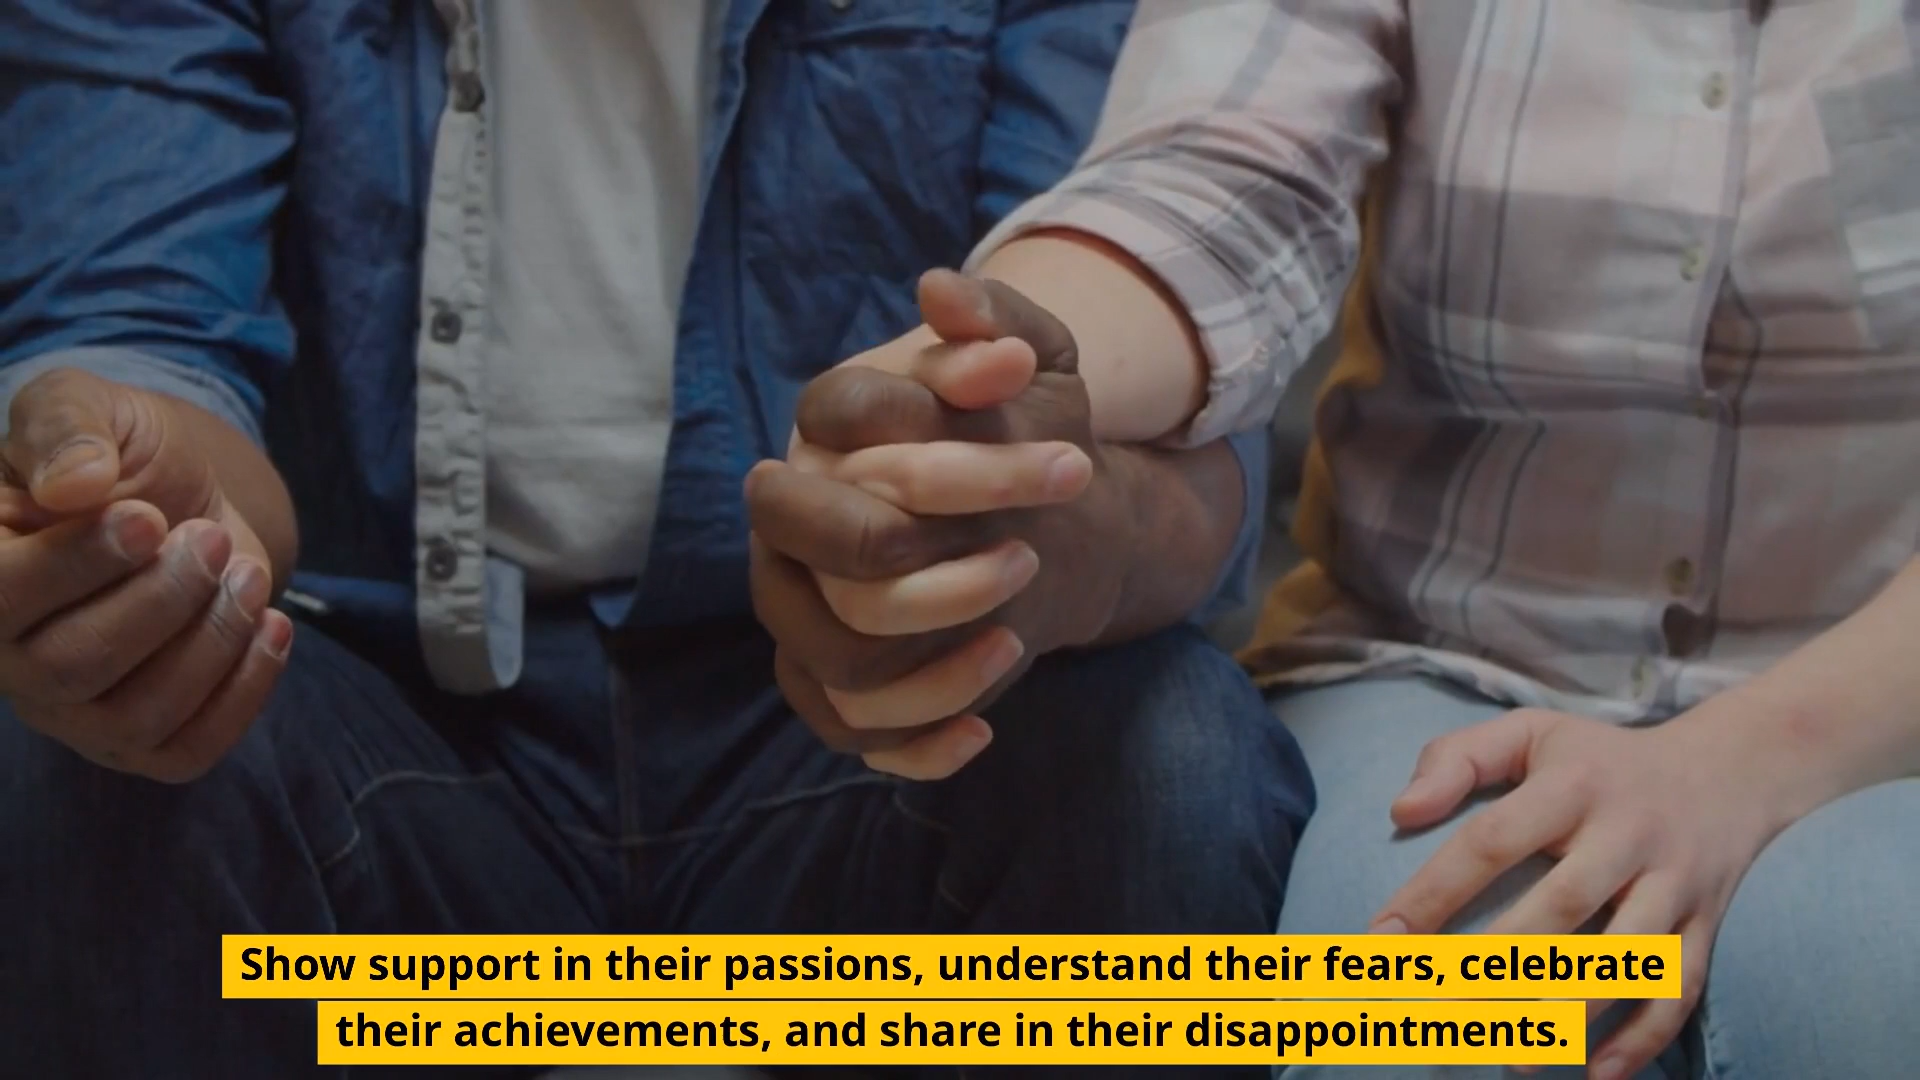 Show support in their passions, understand their fears, celebrate
their achievements, and share in their disappointments.